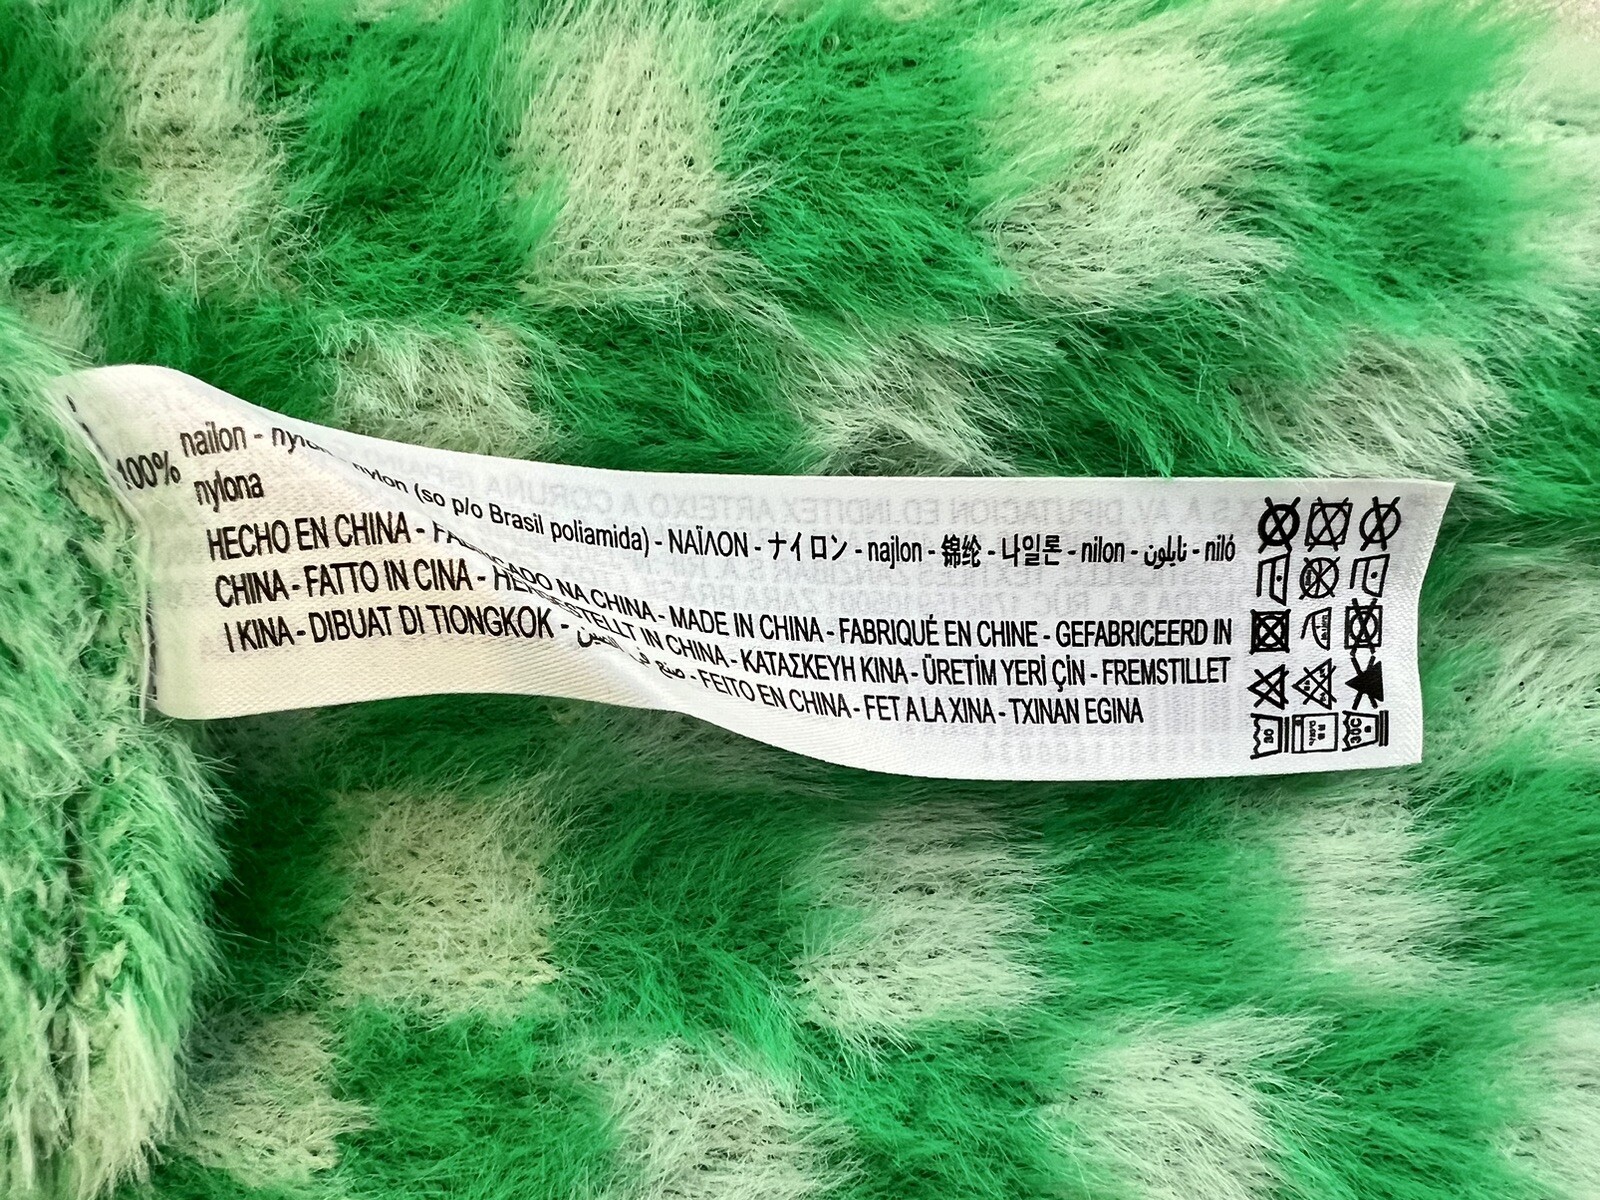 100% nailon - nylon (so p/o Brasil poliamida) - ΝΑΪΛΟΝ - ナイロン - najlon - 锦纶 - 나일론 - nilon - نايلون - niló
nylona
HECHO EN CHINA - FABRICADO NA CHINA - MADE IN CHINA - FABRIQUÉ EN CHINE - GEFABRICEERD IN
CHINA - FATTO IN CINA - HERGESTELLT IN CHINA - ΚΑΤΑΣΚΕΥΗ ΚΙΝΑ - ÜRETİM YERİ ÇİN - FREMSTILLET
I KINA - DIBUAT DI TIONGKOK - صنع في الصين - FEITO EN CHINA - FET A LA XINA - TXINAN EGINA
30
30C